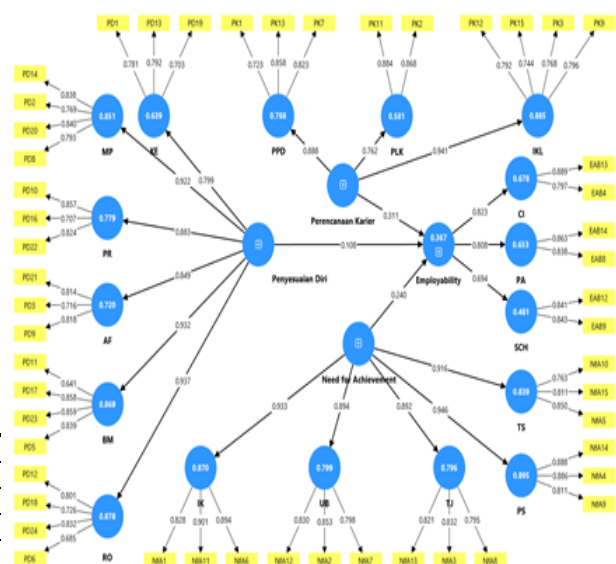 PD1 PD13 PD19 PK1 PK13 PK7 PK11 PK2 PK12 PK15 PK3 PK9
0.781 0.792 0.703 0.723 0.858 0.823 0.884 0.868 0.792 0.744 0.768 0.796
PD14
PD2
PD20
PD8
0.838
0.769
0.840
0.793
0.851
MP
0.639
KE
0.788
PPD
0.581
PLK
0.885
IKL
0.922
0.799
0.888
0.762
0.941
Perencanaan Karier
0.311
PD10
PD16
PD22
0.857
0.707
0.824
0.779
PR
0.883
Penyesuaian Diri
0.108
0.367
Employability
0.823
0.808
0.694
0.678
CI
0.889
0.797
EAB13
EAB4
0.653
PA
0.863
0.838
EAB14
EAB8
0.481
SCH
0.841
0.843
EAB12
EAB9
PD21
PD3
PD9
0.814
0.716
0.818
0.720
AF
0.849
0.240
Need for Achievement
PD11
PD17
PD23
PD5
0.641
0.858
0.859
0.839
0.869
BM
0.932
0.916
0.839
TS
0.763
0.811
0.850
NfA10
NfA15
NfA5
PD12
PD18
PD24
PD6
0.801
0.726
0.832
0.685
0.878
RO
0.937
0.933
0.894
0.892
0.946
0.870
IK
0.799
UB
0.796
TJ
0.895
PS
0.888
0.886
0.811
NfA14
NfA4
NfA9
0.828 0.901 0.894 0.830 0.853 0.798 0.821 0.832 0.795
NfA1 NfA11 NfA6 NfA12 NfA2 NfA7 NfA13 NfA3 NfA8